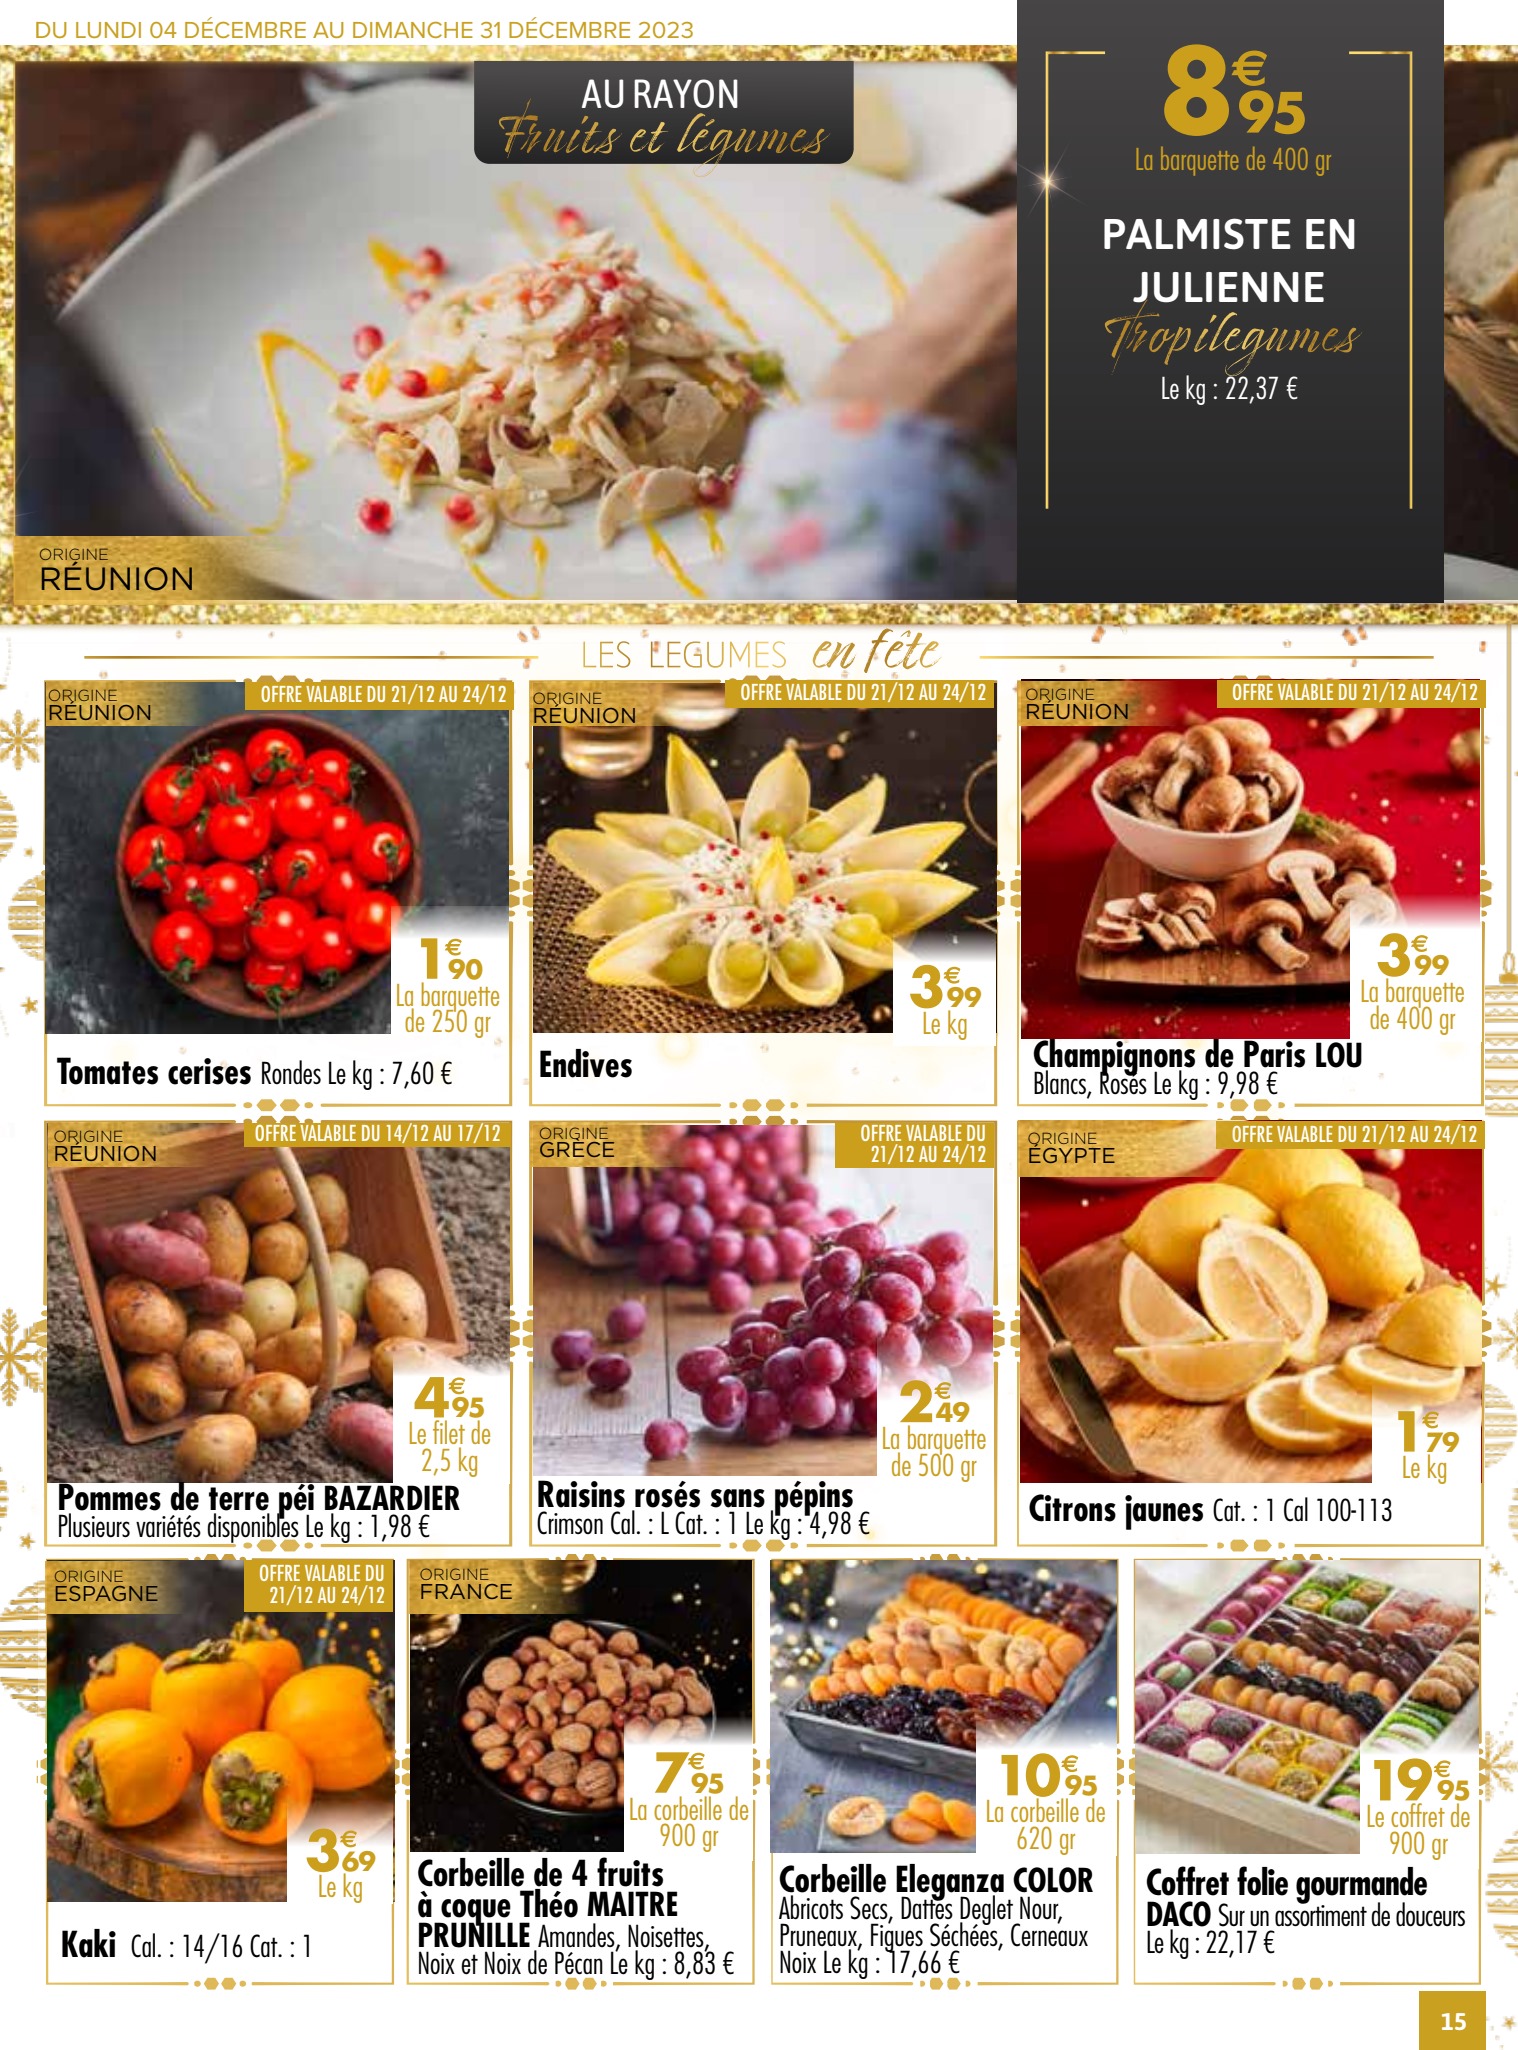 DU LUNDI 04 DÉCEMBRE AU DIMANCHE 31 DÉCEMBRE 2023
AU RAYON
Fruits et légumes
8€95
La barquette de 400 gr
PALMISTE EN
JULIENNE
Tropilegumes
Le kg : 22,37 €
ORIGINE
RÉUNION
LES LEGUMES en fête
ORIGINE
RÉUNION
OFFRE VALABLE DU 21/12 AU 24/12
1€90
La barquette
de 250 gr
Tomates cerises Rondes Le kg : 7,60 €
ORIGINE
RÉUNION
OFFRE VALABLE DU 21/12 AU 24/12
3€99
Le kg
Endives
ORIGINE
RÉUNION
OFFRE VALABLE DU 21/12 AU 24/12
3€99
La barquette
de 400 gr
Champignons de Paris LOU
Blancs, Rosés Le kg : 9,98 €
ORIGINE
RÉUNION
OFFRE VALABLE DU 14/12 AU 17/12
4€95
Le filet de
2,5 kg
Pommes de terre péi BAZARDIER
Plusieurs variétés disponibles Le kg : 1,98 €
ORIGINE
GRÈCE
OFFRE VALABLE DU
21/12 AU 24/12
2€49
La barquette
de 500 gr
Raisins rosés sans pépins
Crimson Cal. : L Cat. : 1 Le kg : 4,98 €
ORIGINE
ÉGYPTE
OFFRE VALABLE DU 21/12 AU 24/12
1€79
Le kg
Citrons jaunes Cat. : 1 Cal 100-113
ORIGINE
ESPAGNE
OFFRE VALABLE DU
21/12 AU 24/12
3€69
Le kg
Kaki Cal. : 14/16 Cat. : 1
ORIGINE
FRANCE
7€95
La corbeille de
900 gr
Corbeille de 4 fruits
à coque Théo MAITRE
PRUNILLE Amandes, Noisettes,
Noix et Noix de Pécan Le kg : 8,83 €
10€95
La corbeille de
620 gr
Corbeille Eleganza COLOR
Abricots Secs, Dattes Deglet Nour,
Pruneaux, Figues Séchées, Cerneaux
Noix Le kg : 17,66 €
19€95
Le coffret de
900 gr
Coffret folie gourmande
DACO Sur un assortiment de douceurs
Le kg : 22,17 €
15